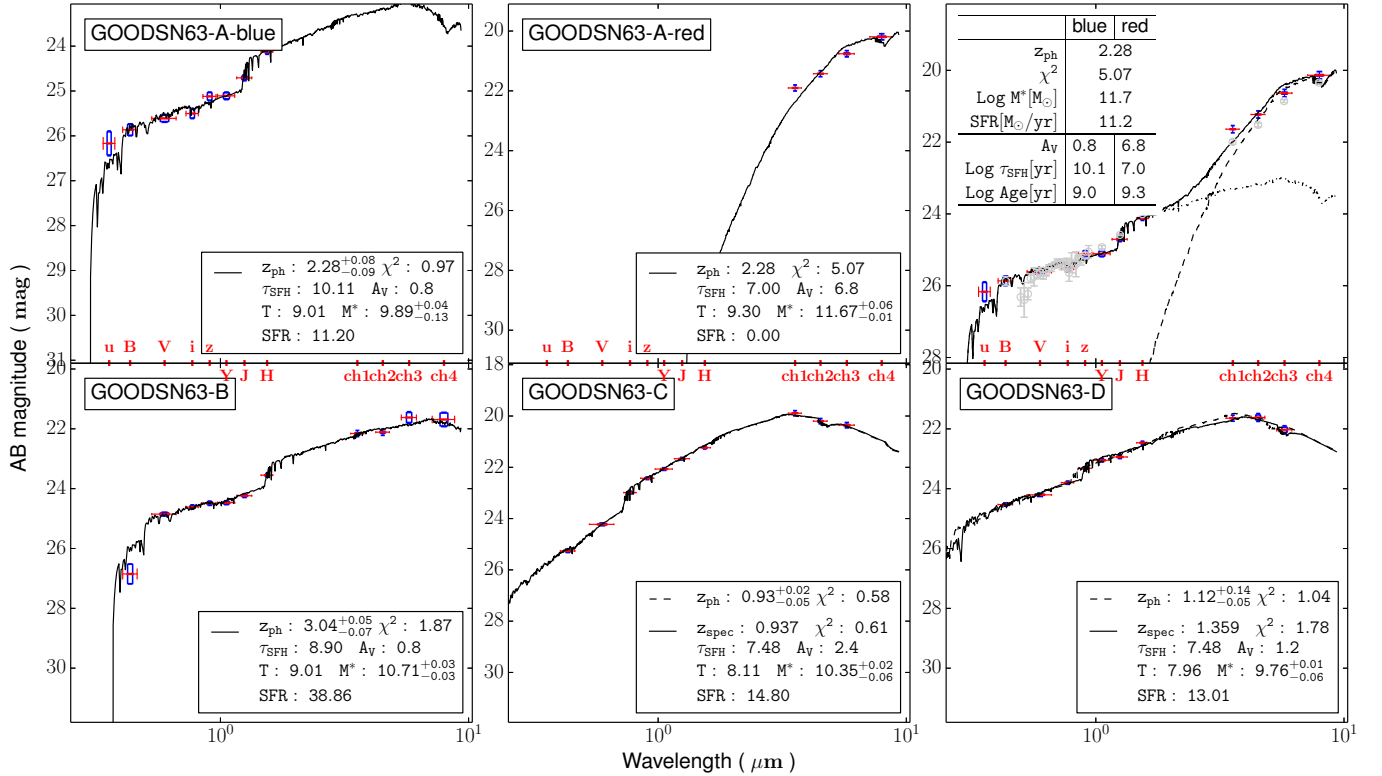 GOODSN63-A-blue
24
25
26
27
28
29
30
31
z_ph : 2.28^{+0.08}_{-0.09} χ² : 0.97
τ_SFH : 10.11 A_V : 0.8
T : 9.01 M* : 9.89^{+0.04}_{-0.13}
SFR : 11.20
u B V i z
GOODSN63-A-red
20
22
24
26
28
30
z_ph : 2.28 χ² : 5.07
τ_SFH : 7.00 A_V : 6.8
T : 9.30 M* : 11.67^{+0.06}_{-0.01}
SFR : 0.00
u B V i z
blue red
z_ph 2.28
χ² 5.07
Log M*[M_⊙] 11.7
SFR[M_⊙/yr] 11.2
A_V 0.8 6.8
Log τ_SFH[yr] 10.1 7.0
Log Age[yr] 9.0 9.3
20
22
24
26
28
u B V i z
AB magnitude ( mag )
GOODSN63-B
Y J H ch1 ch2 ch3 ch4
20
22
24
26
28
30
z_ph : 3.04^{+0.05}_{-0.07} χ² : 1.87
τ_SFH : 8.90 A_V : 0.8
T : 9.01 M* : 10.71^{+0.03}_{-0.03}
SFR : 38.86
10⁰ 10¹
GOODSN63-C
Y J H ch1 ch2 ch3 ch4
18
20
22
24
26
28
30
z_ph : 0.93^{+0.02}_{-0.05} χ² : 0.58
z_spec : 0.937 χ² : 0.61
τ_SFH : 7.48 A_V : 2.4
T : 8.11 M* : 10.35^{+0.02}_{-0.06}
SFR : 14.80
10⁰ 10¹
GOODSN63-D
Y J H ch1 ch2 ch3 ch4
20
22
24
26
28
30
z_ph : 1.12^{+0.14}_{-0.05} χ² : 1.04
z_spec : 1.359 χ² : 1.78
τ_SFH : 7.48 A_V : 1.2
T : 7.96 M* : 9.76^{+0.01}_{-0.06}
SFR : 13.01
10⁰ 10¹
Wavelength ( μm )